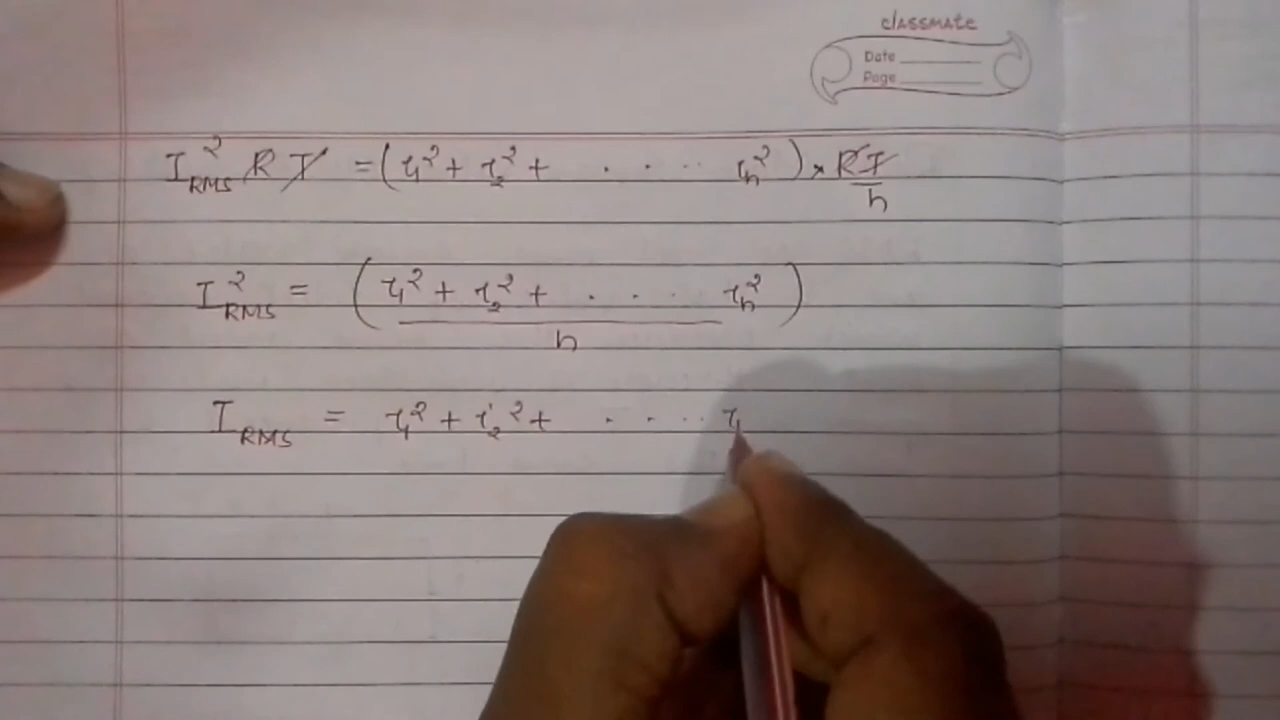 classmate
Date
Page
I²RMS R T = (i₁² + i₂² + . . .. iₙ²) × RT/n
I²RMS = (i₁² + i₂² + . . . iₙ²)/n
IRMS = i₁² + i₂² + . . . . i